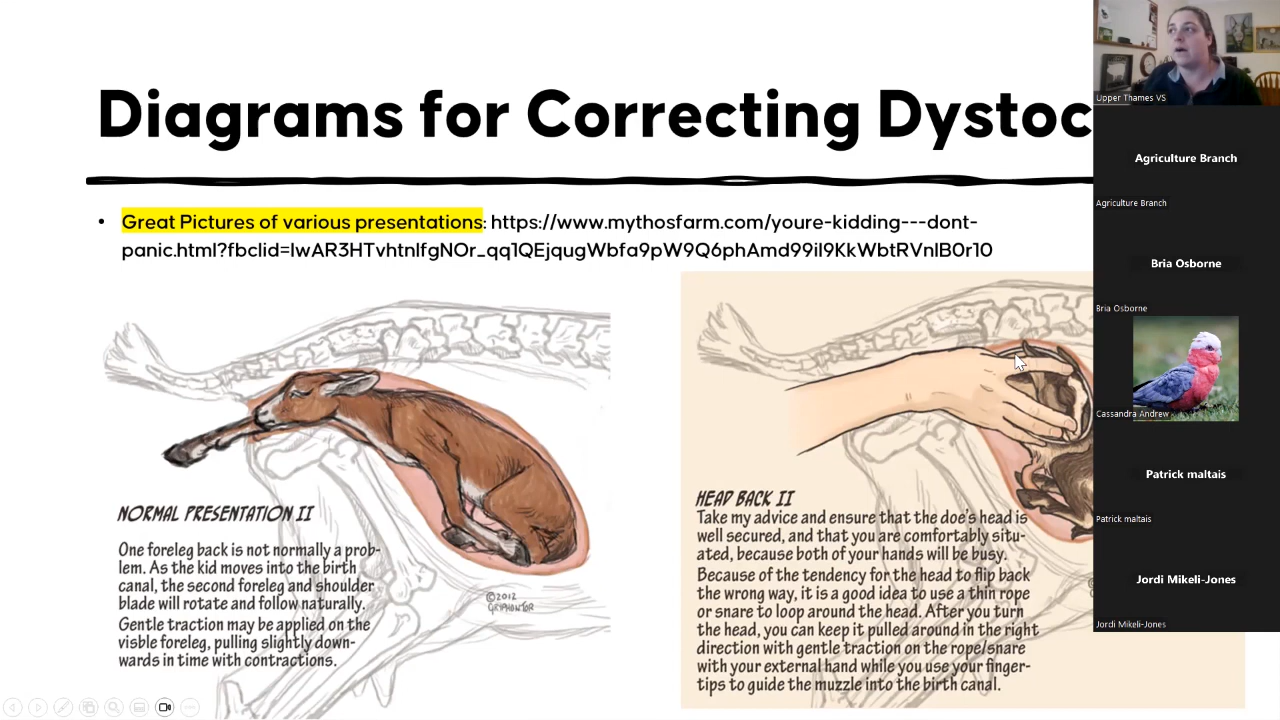 Diagrams for Correcting Dystoc
• Great Pictures of various presentations: https://www.mythosfarm.com/youre-kidding---dont-
panic.html?fbclid=IwAR3HTvhtnIfgNOr_qq1QEjqugWbfa9pW9Q6phAmd99iI9KkWbtRVnIB0r10
NORMAL PRESENTATION II
One foreleg back is not normally a prob-
lem. As the kid moves into the birth
canal, the second foreleg and shoulder
blade will rotate and follow naturally.
Gentle traction may be applied on the
visble foreleg, pulling slightly down-
wards in time with contractions.
©2012
HEAD BACK II
Take my advice and ensure that the doe's head is
well secured, and that you are comfortably situ-
ated, because both of your hands will be busy.
Because of the tendency for the head to flip back
the wrong way, it is a good idea to use a thin rope
or snare to loop around the head. After you turn
the head, you can keep it pulled around in the right
direction with gentle traction on the rope/snare
with your external hand while you use your finger-
tips to guide the muzzle into the birth canal.
Upper Thames VS
Agriculture Branch
Agriculture Branch
Bria Osborne
Bria Osborne
Cassandra Andrew
Patrick maltais
Patrick maltais
Jordi Mikeli-Jones
Jordi Mikeli-Jones